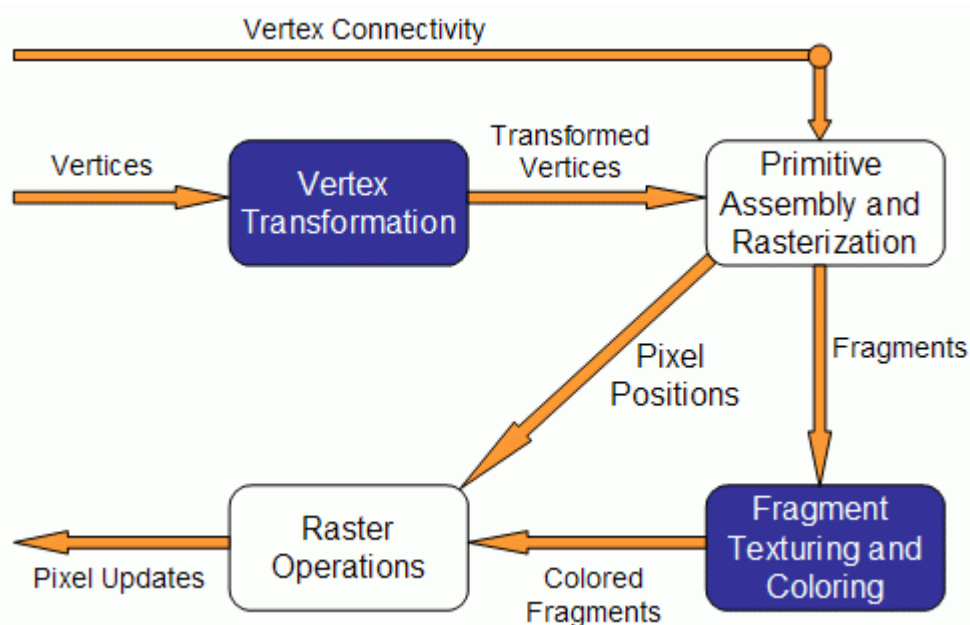 Vertex Connectivity
Vertices
Vertex
Transformation
Transformed
Vertices
Primitive
Assembly and
Rasterization
Pixel
Positions
Fragments
Fragment
Texturing and
Coloring
Colored
Fragments
Raster
Operations
Pixel Updates